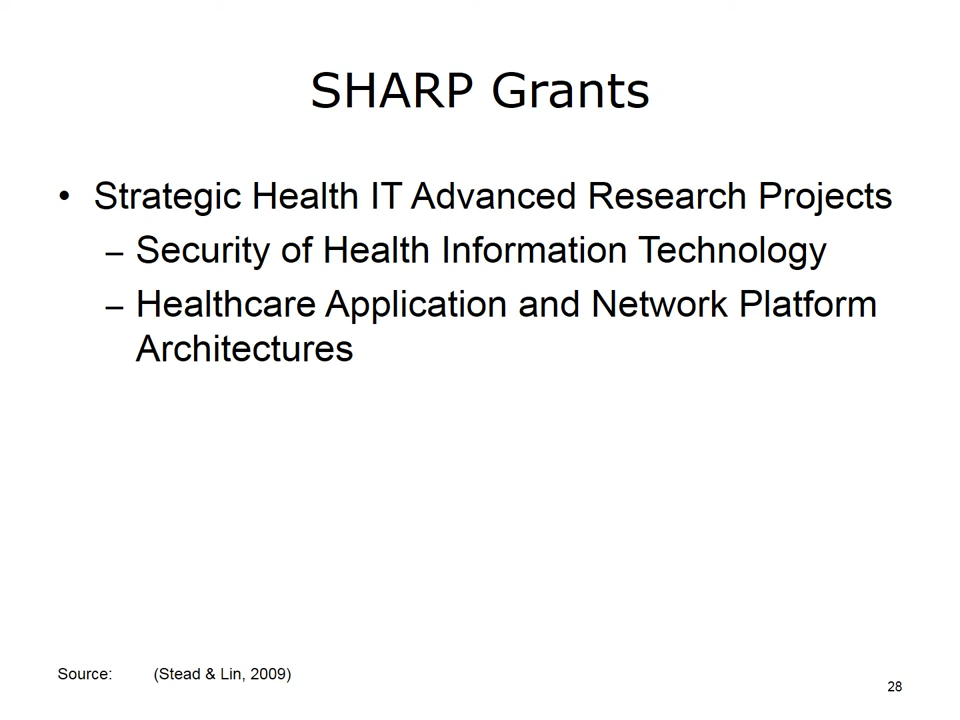 SHARP Grants
• Strategic Health IT Advanced Research Projects
– Security of Health Information Technology
– Healthcare Application and Network Platform
Architectures
Source: (Stead & Lin, 2009)
28